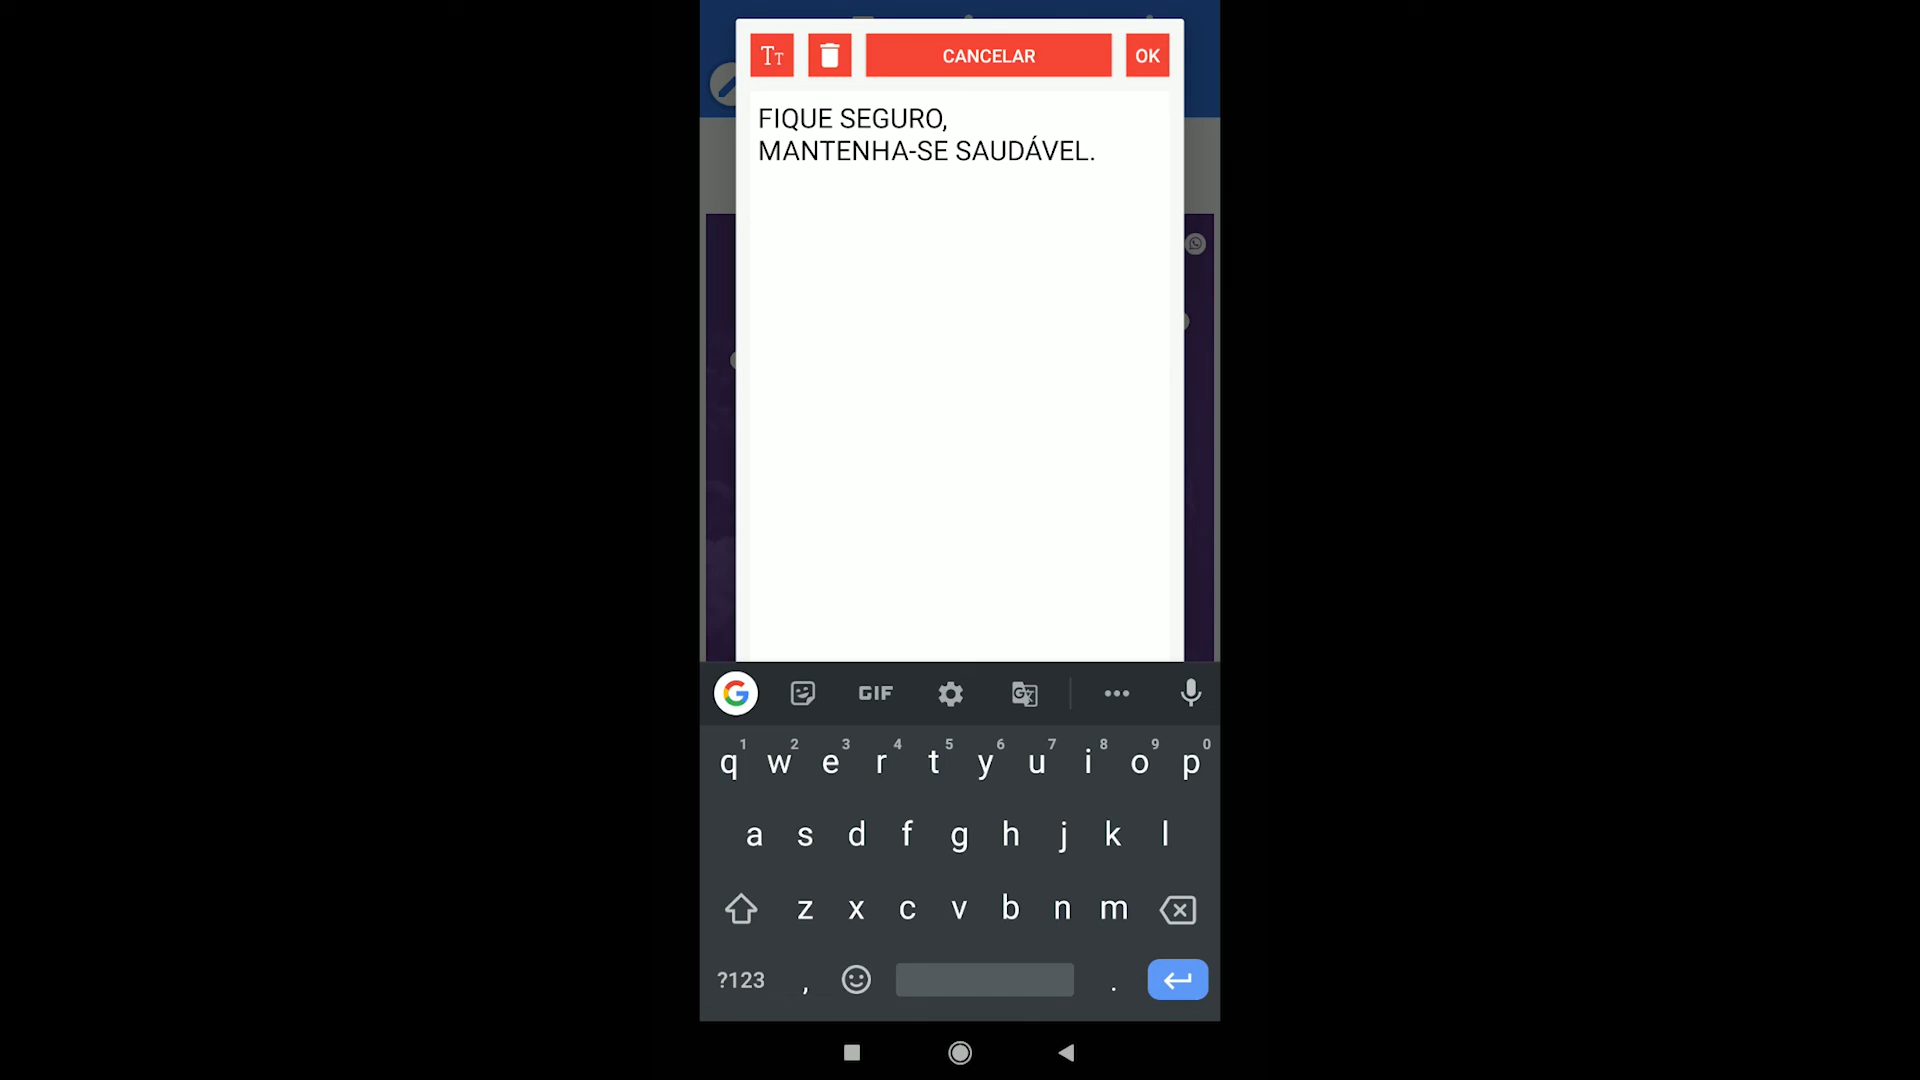 Tт CANCELAR OK
FIQUE SEGURO,
MANTENHA-SE SAUDÁVEL.
G GIF
1 2 3 4 5 6 7 8 9 0
q w e r t y u i o p
a s d f g h j k l
z x c v b n m
?123 , .